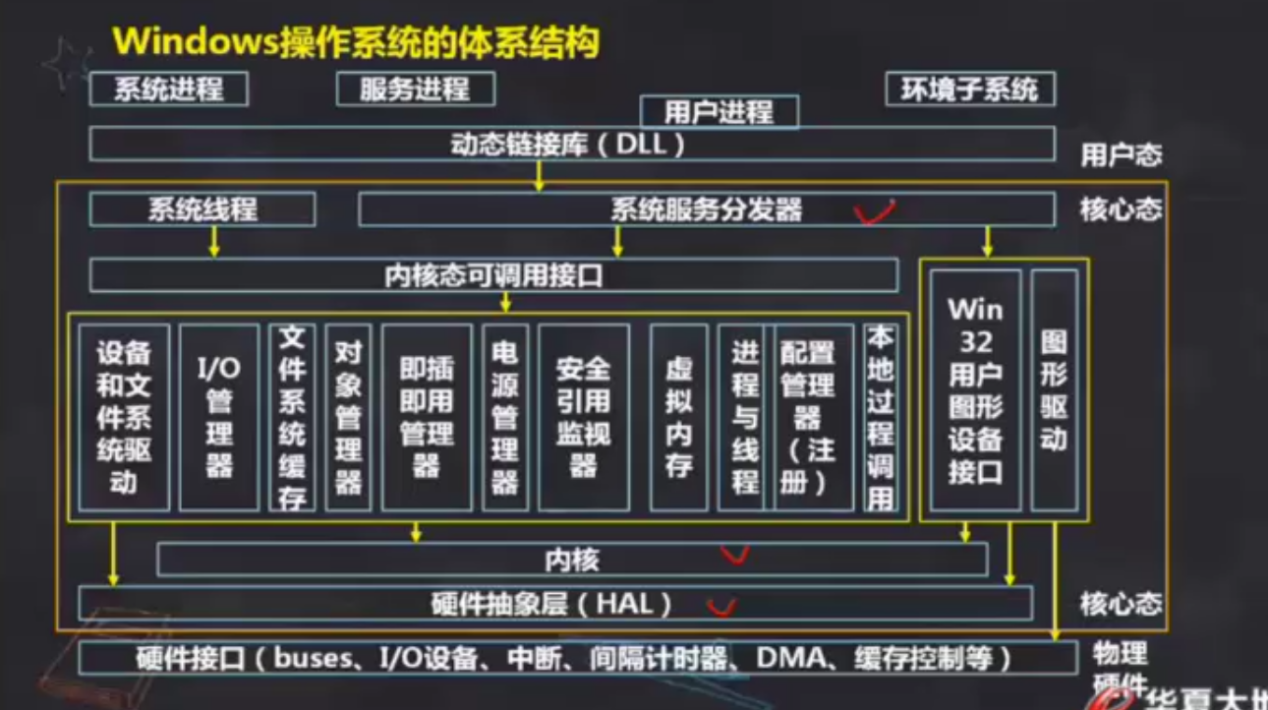 Windows操作系统的体系结构
系统进程
服务进程
用户进程
环境子系统
动态链接库（DLL）
用户态
系统线程
系统服务分发器
核心态
内核态可调用接口
设备
和文
件系
统驱
动
I/O
管
理
器
文
件
系
统
缓
存
对
象
管
理
器
即插
即用
管理
器
电
源
管
理
器
安全
引用
监视
器
虚
拟
内
存
进
程
与
线
程
配置
管理
器
（注
册）
本
地
过
程
调
用
Win
32
用户
图形
设备
接口
图
形
驱
动
内核
硬件抽象层（HAL）
核心态
硬件接口（buses、I/O设备、中断、间隔计时器、DMA、缓存控制等）
物理
硬件
华夏大地